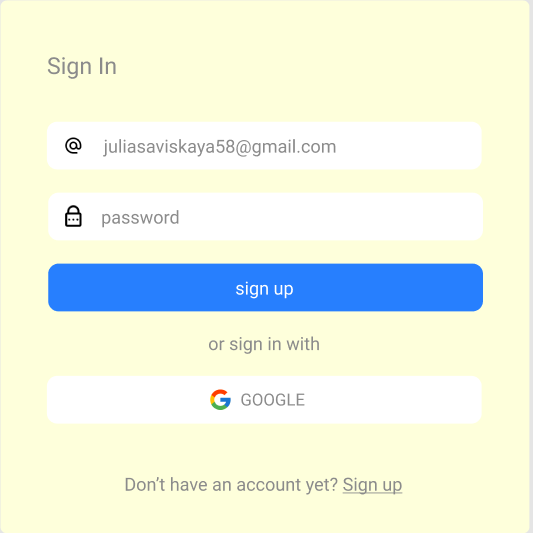 Sign In
juliasaviskaya58@gmail.com
password
sign up
or sign in with
GOOGLE
Don’t have an account yet? Sign up